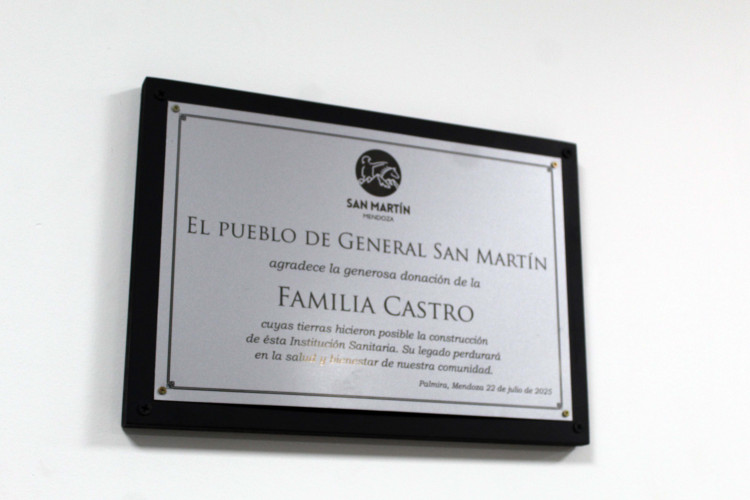 SAN MARTÍN
MENDOZA
EL PUEBLO DE GENERAL SAN MARTÍN
agradece la generosa donación de la
FAMILIA CASTRO
cuyas tierras hicieron posible la construcción
de ésta Institución Sanitaria. Su legado perdurará
en la salud y bienestar de nuestra comunidad.
Palmira, Mendoza 22 de julio de 2025